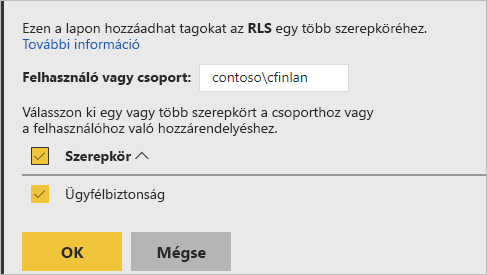 Ezen a lapon hozzáadhat tagokat az RLS egy több szerepköréhez.
További információ
Felhasználó vagy csoport: contoso\cfinlan
Válasszon ki egy vagy több szerepkört a csoporthoz vagy
a felhasználóhoz való hozzárendeléshez.
Szerepkör
Ügyfélbiztonság
OK Mégse